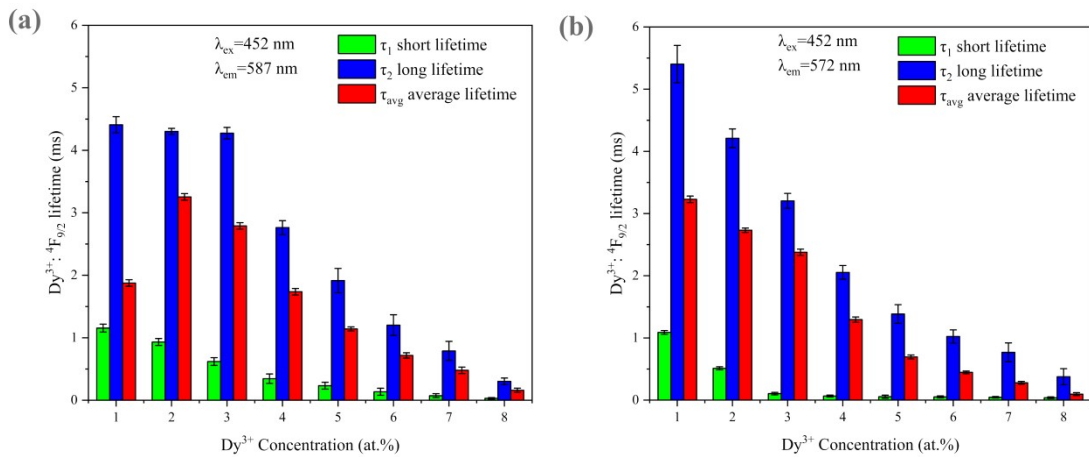 (a)
6
5
4
3
2
1
0
Dy³⁺: ⁴F₉/₂ lifetime (ms)
λₑₓ=452 nm
λₑₘ=587 nm
τ₁ short lifetime
τ₂ long lifetime
τₐᵥg average lifetime
1 2 3 4 5 6 7 8
Dy³⁺ Concentration (at.%)
(b)
6
5
4
3
2
1
0
Dy³⁺: ⁴F₉/₂ lifetime (ms)
λₑₓ=452 nm
λₑₘ=572 nm
τ₁ short lifetime
τ₂ long lifetime
τₐᵥg average lifetime
1 2 3 4 5 6 7 8
Dy³⁺ Concentration (at.%)